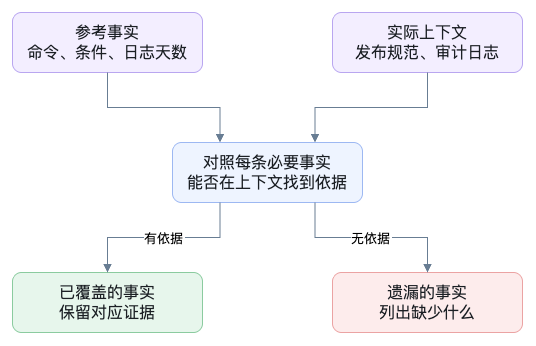 参考事实
命令、条件、日志天数
实际上下文
发布规范、审计日志
对照每条必要事实
能否在上下文找到依据
有依据
无依据
已覆盖的事实
保留对应证据
遗漏的事实
列出缺少什么